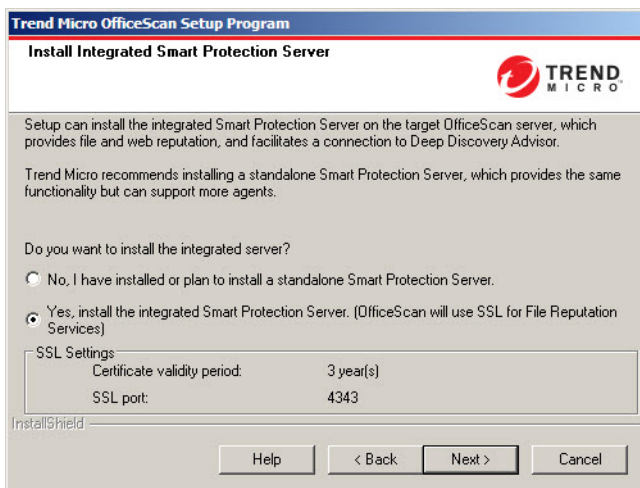 Trend Micro OfficeScan Setup Program
Install Integrated Smart Protection Server
TREND
MICRO
Setup can install the integrated Smart Protection Server on the target OfficeScan server, which
provides file and web reputation, and facilitates a connection to Deep Discovery Advisor.
Trend Micro recommends installing a standalone Smart Protection Server, which provides the same
functionality but can support more agents.
Do you want to install the integrated server?
No, I have installed or plan to install a standalone Smart Protection Server.
Yes, install the integrated Smart Protection Server. (OfficeScan will use SSL for File Reputation
Services)
SSL Settings
Certificate validity period: 3 year(s)
SSL port: 4343
InstallShield
Help < Back Next > Cancel